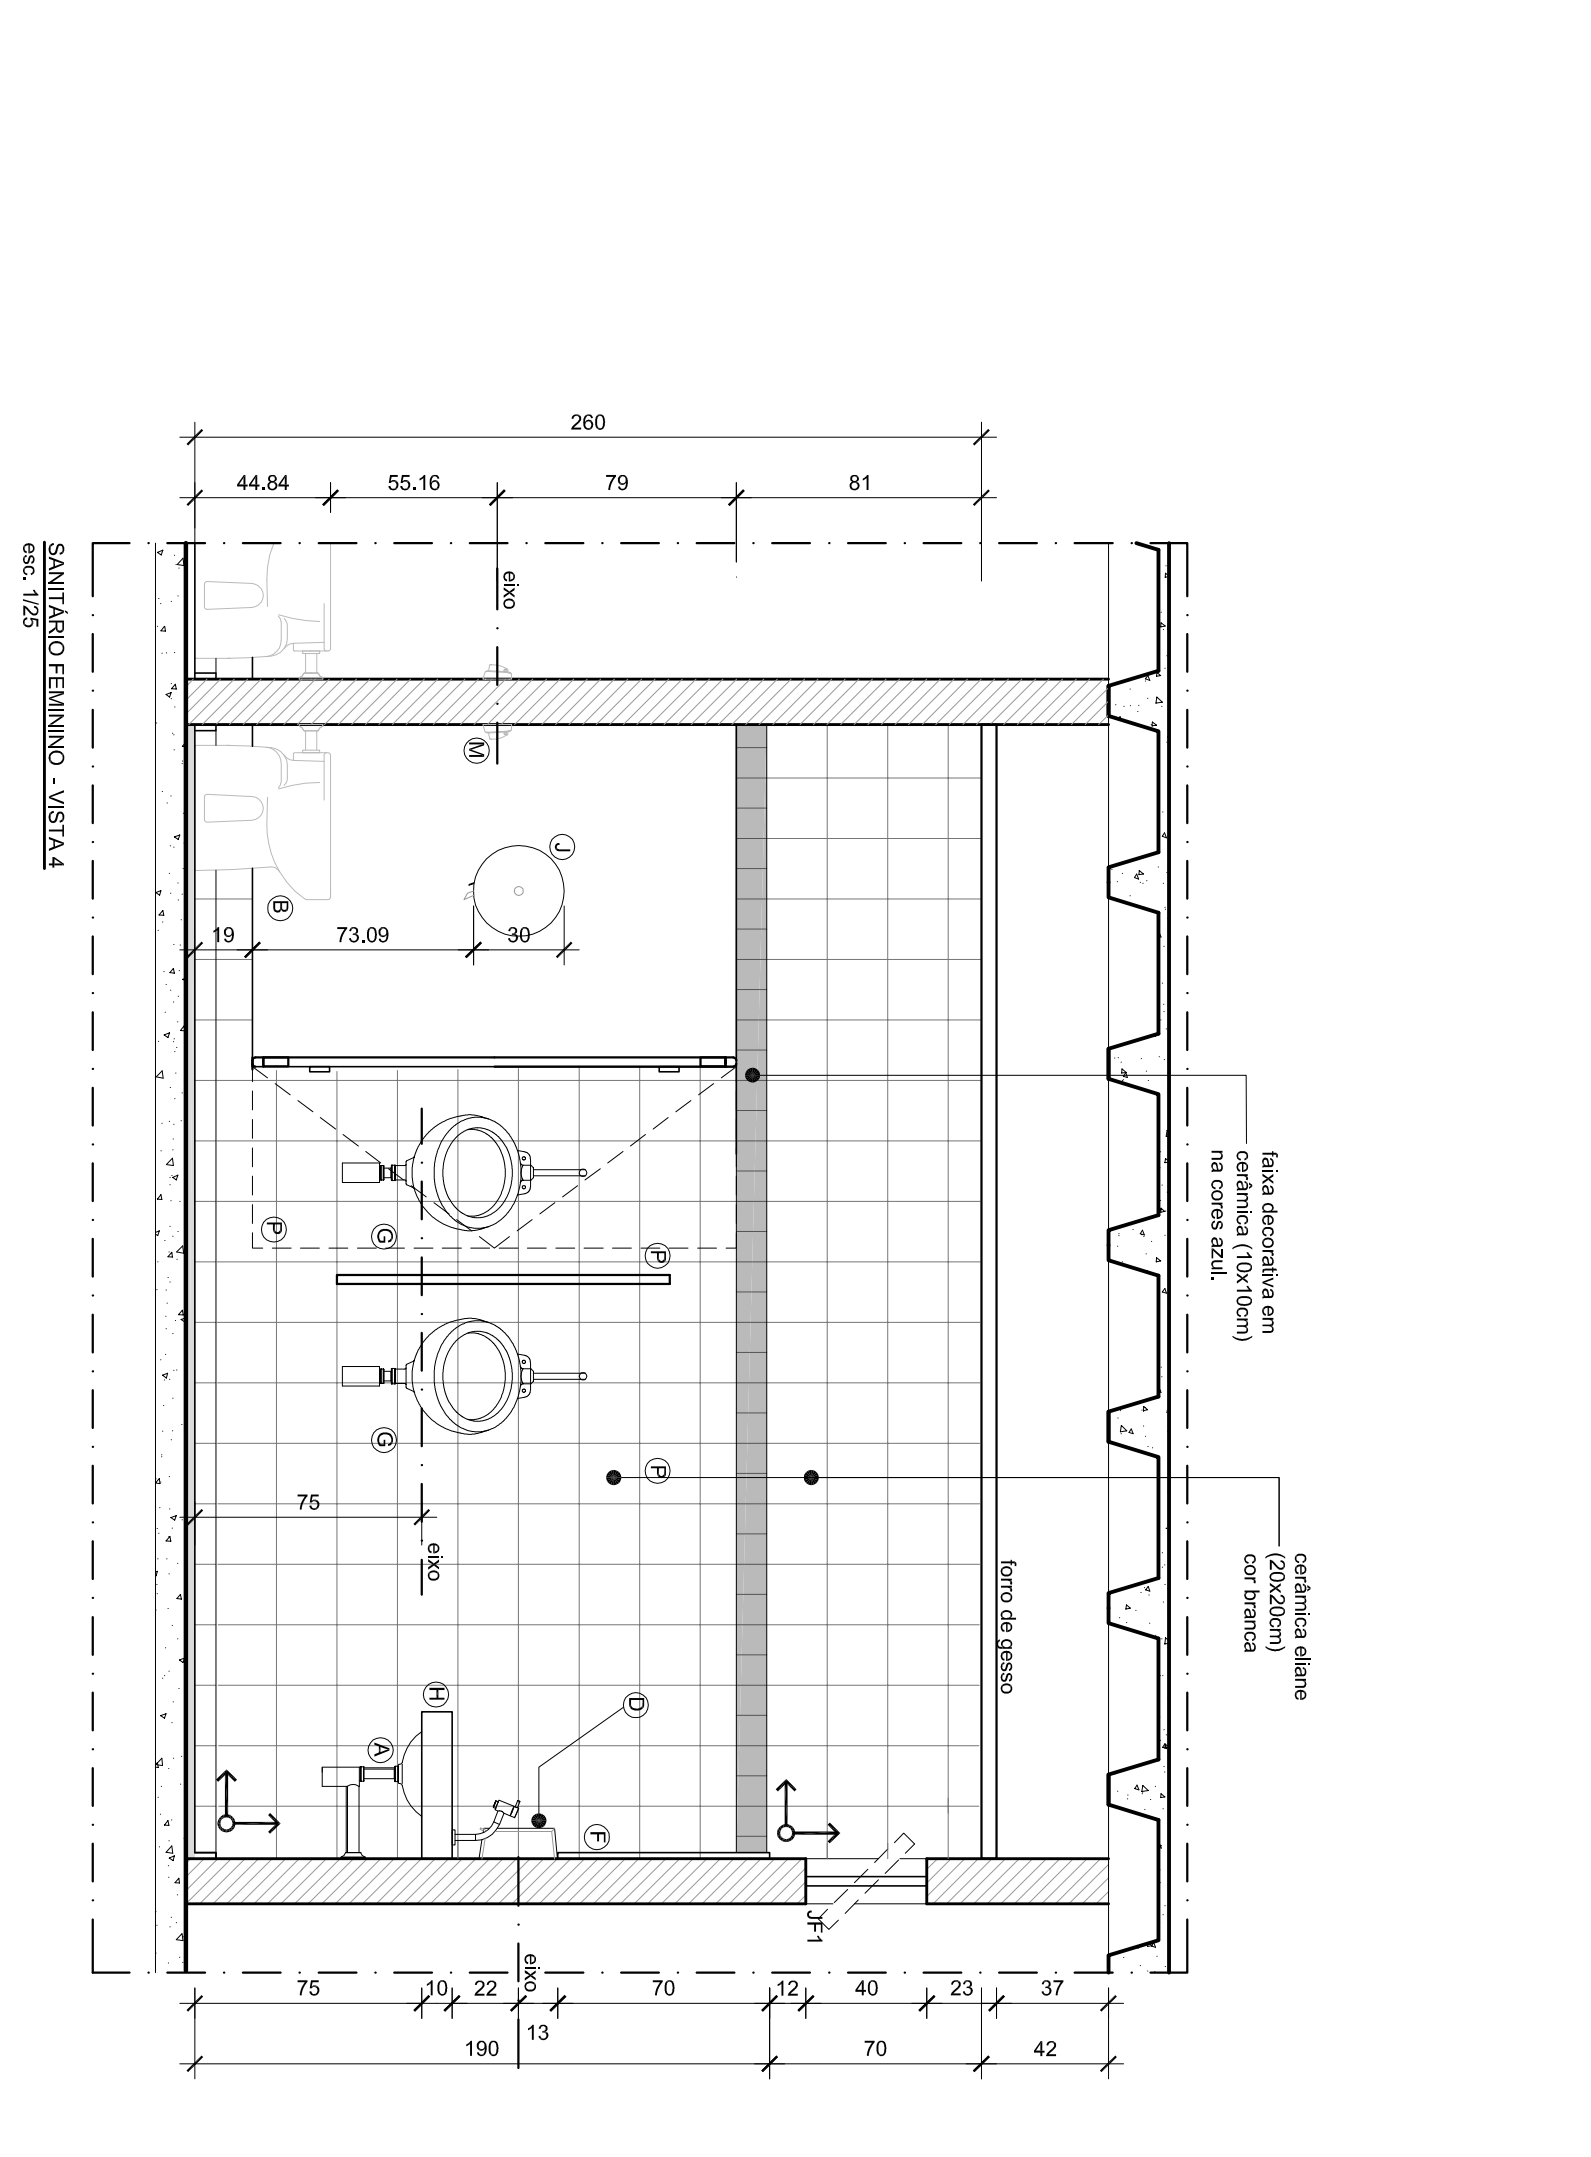 260
44.84
55.16
79
81
eixo
M
J
B
19
73.09
30
faixa decorativa em
cerâmica (10x10cm)
na cores azul.
P
G
P
G
P
75
eixo
cerâmica eliane
(20x20cm)
cor branca
forro de gesso
H
D
A
F
JF1
eixo
75
10
22
13
70
12
40
23
37
190
70
42
SANITÁRIO FEMININO - VISTA 4
esc. 1/25